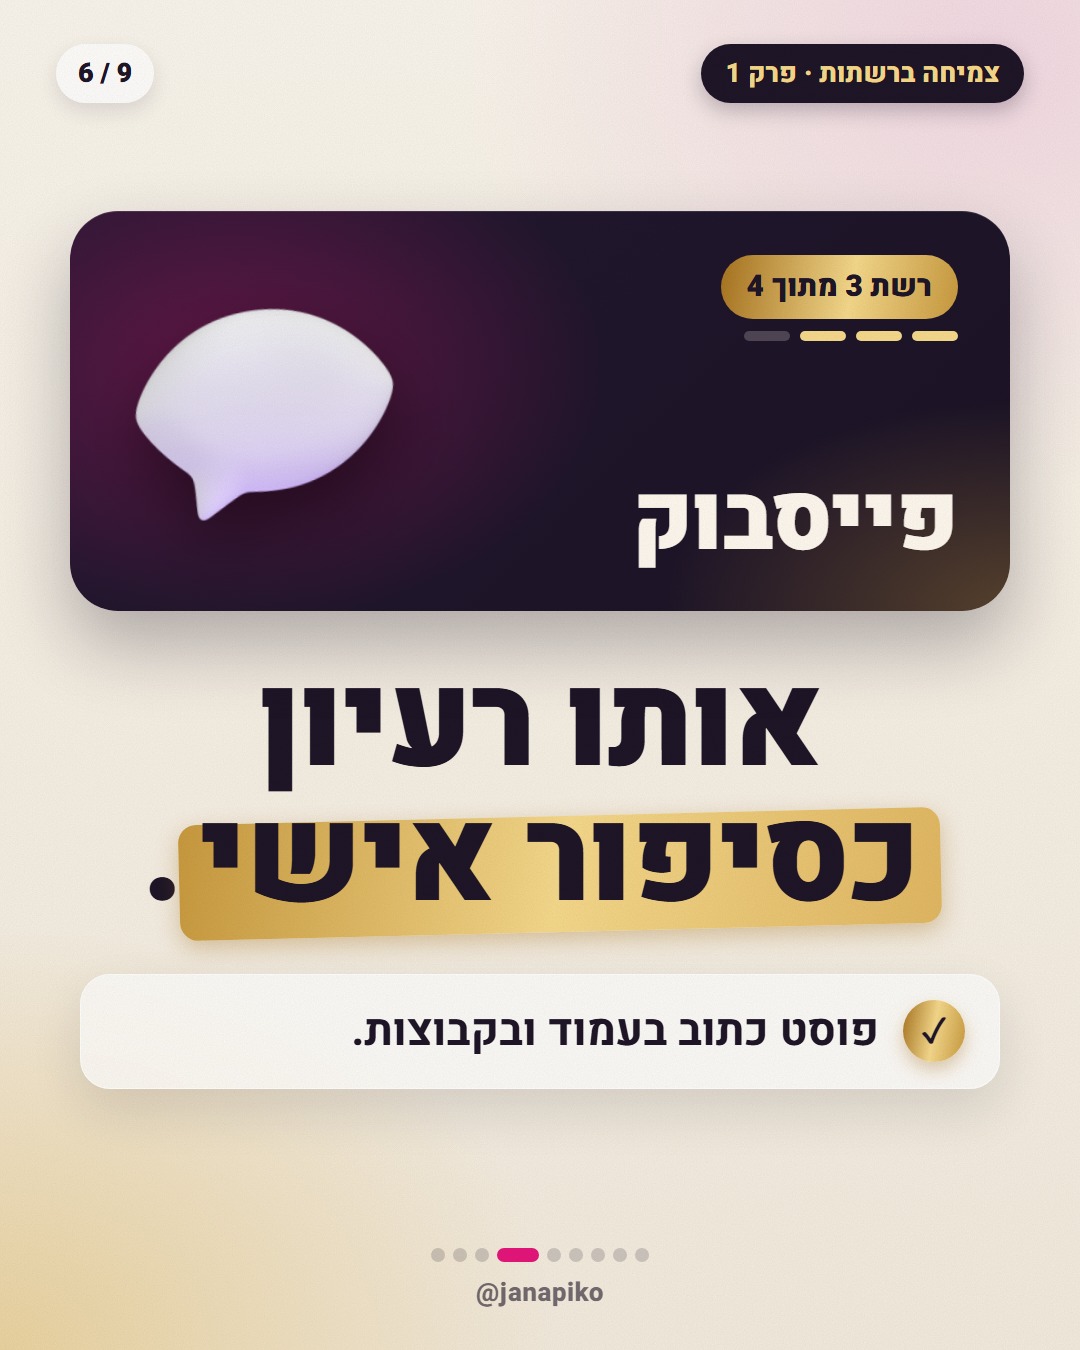 צמיחה ברשתות · פרק 1
6 / 9
רשת 3 מתוך 4
פייסבוק
אותו רעיון
כסיפור אישי.
פוסט כתוב בעמוד ובקבוצות.
@janapiko